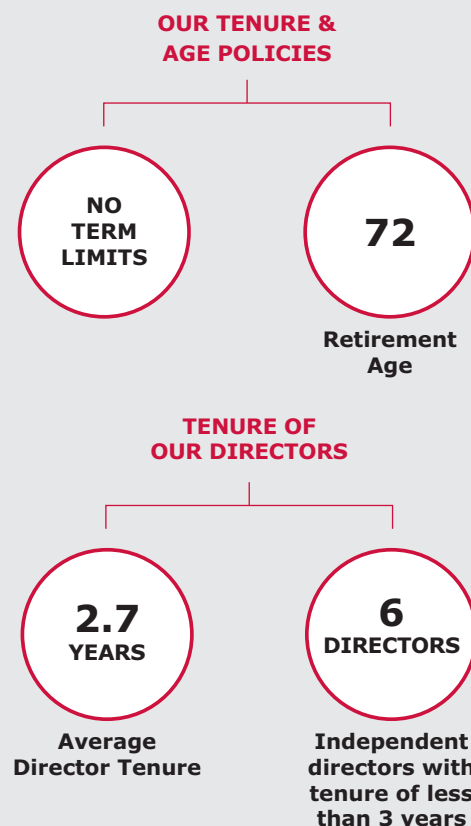 OUR TENURE &
AGE POLICIES
NO
TERM
LIMITS
72
Retirement
Age
TENURE OF
OUR DIRECTORS
2.7
YEARS
Average
Director Tenure
6
DIRECTORS
Independent
directors with
tenure of less
than 3 years